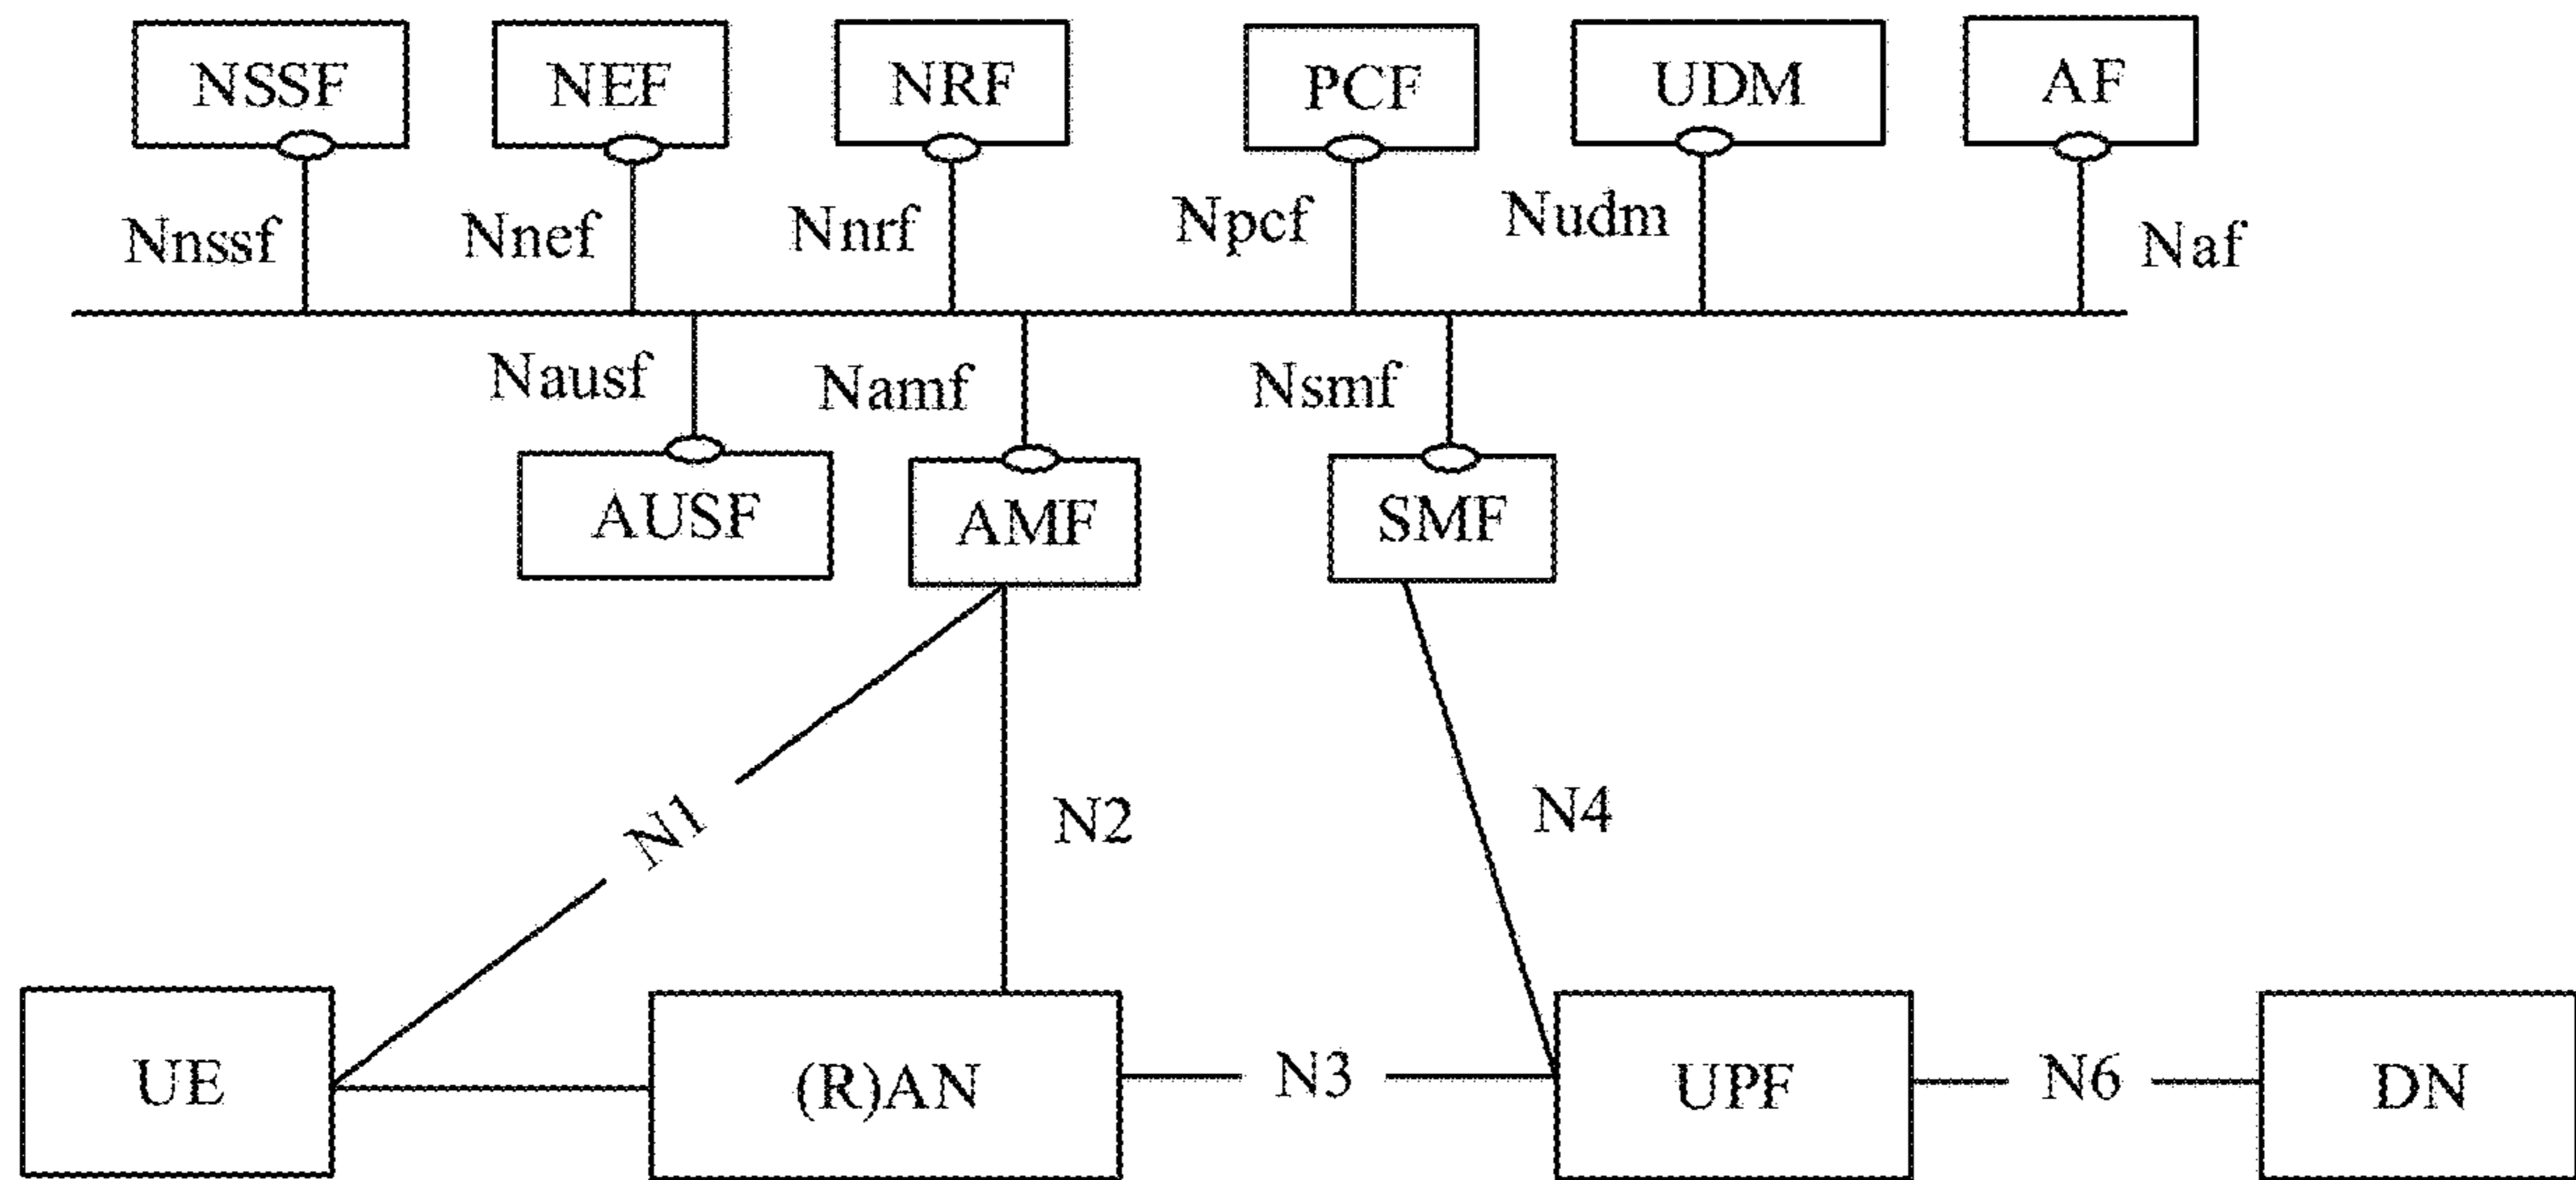 NSSF NEF NRF PCF UDM AF
Nnssf Nnef Nnrf Npcf Nudm Naf
Nausf Namf Nsmf
AUSF AMF SMF
N1 N2 N4
UE (R)AN N3 UPF N6 DN